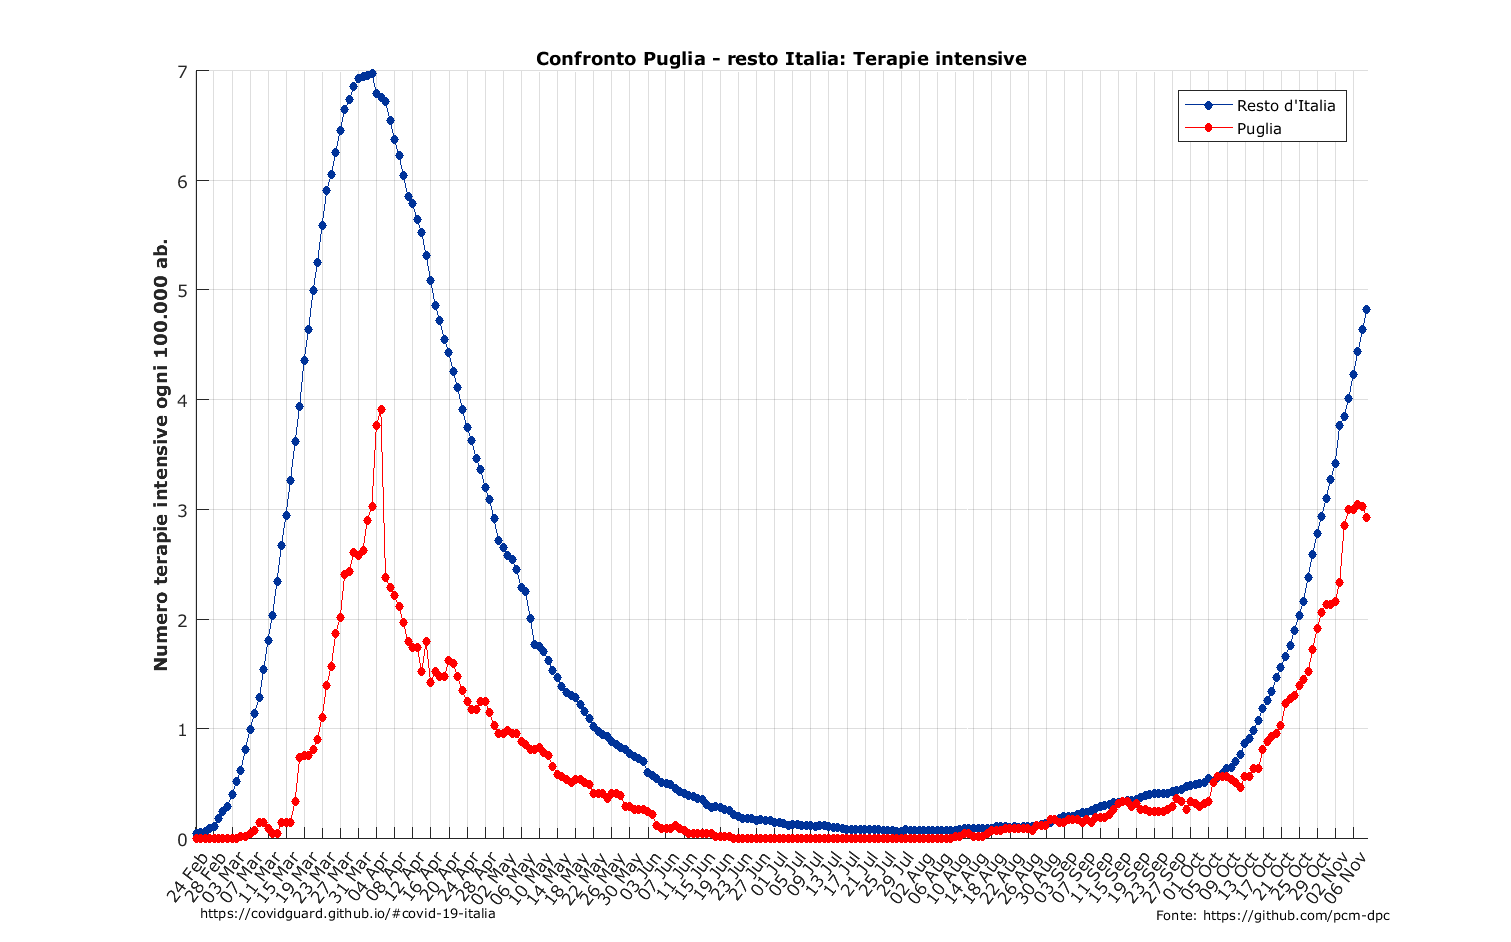 Confronto Puglia - resto Italia: Terapie intensive
Resto d'Italia
Puglia
Numero terapie intensive ogni 100.000 ab.
7
6
5
4
3
2
1
0
24 Feb
28 Feb
03 Mar
07 Mar
11 Mar
15 Mar
19 Mar
23 Mar
27 Mar
31 Mar
04 Apr
08 Apr
12 Apr
16 Apr
20 Apr
24 Apr
28 Apr
02 May
06 May
10 May
14 May
18 May
22 May
26 May
30 May
03 Jun
07 Jun
11 Jun
15 Jun
19 Jun
23 Jun
27 Jun
01 Jul
05 Jul
09 Jul
13 Jul
17 Jul
21 Jul
25 Jul
29 Jul
02 Aug
06 Aug
10 Aug
14 Aug
18 Aug
22 Aug
26 Aug
30 Aug
03 Sep
07 Sep
11 Sep
15 Sep
19 Sep
23 Sep
27 Sep
01 Oct
05 Oct
09 Oct
13 Oct
17 Oct
21 Oct
25 Oct
29 Oct
02 Nov
06 Nov
https://covidguard.github.io/#covid-19-italia
Fonte: https://github.com/pcm-dpc